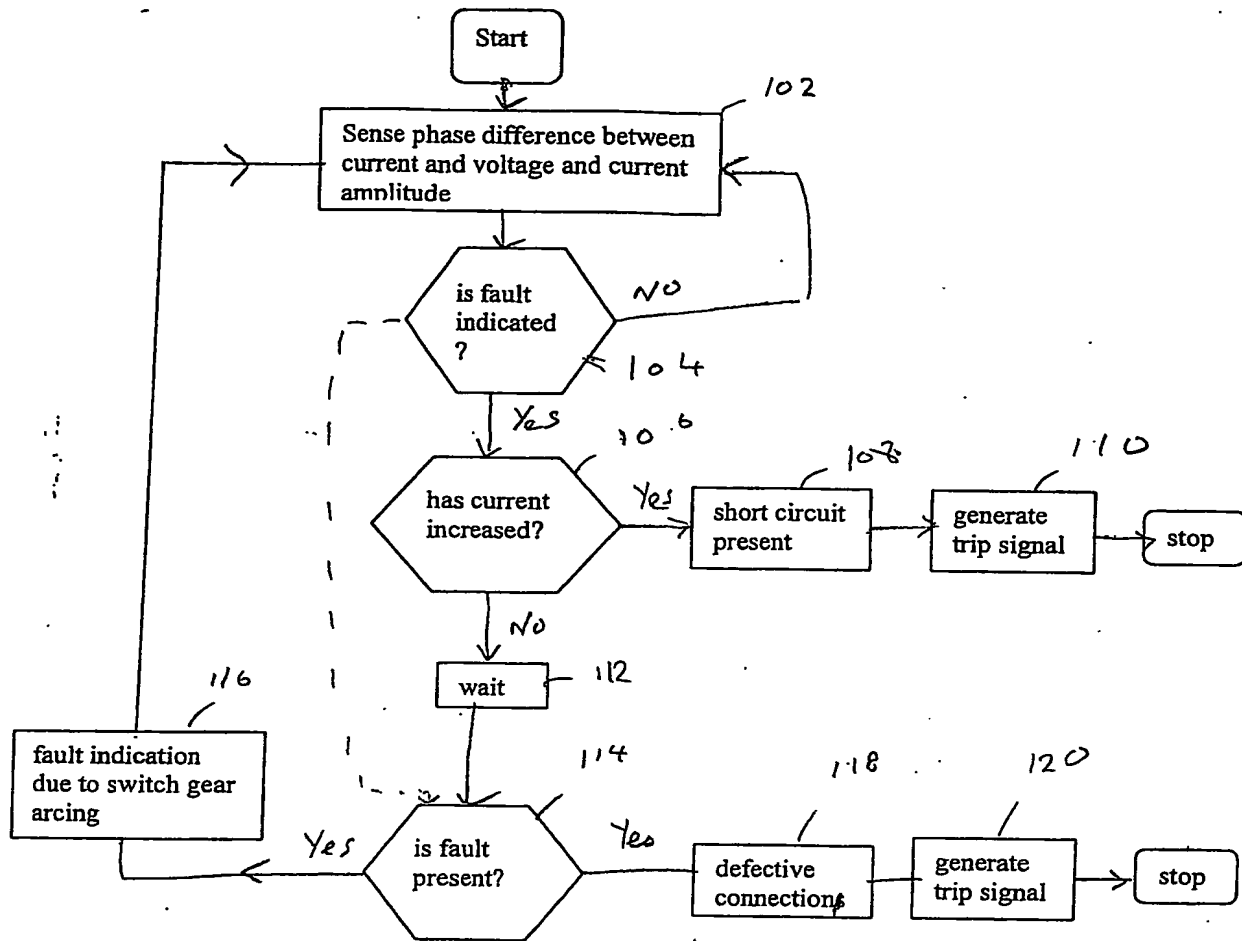 Start
102
Sense phase difference between
current and voltage and current
amplitude
is fault
indicated
?
NO
104
Yes
106
has current
increased?
Yes
108
short circuit
present
110
generate
trip signal
stop
NO
wait
112
116
fault indication
due to switch gear
arcing
114
Yes
is fault
present?
Yes
118
defective
connections
120
generate
trip signal
stop